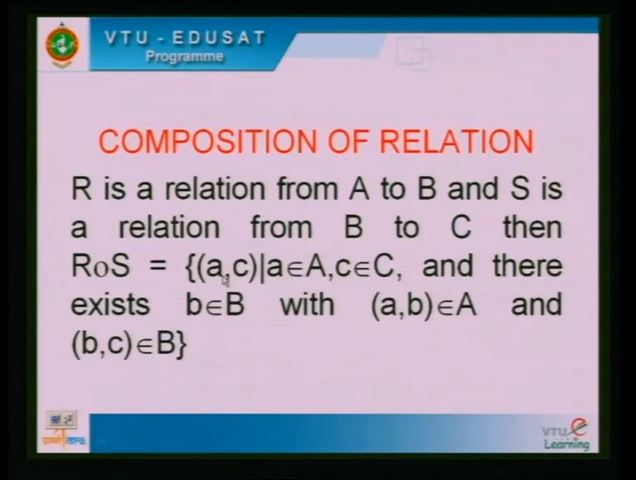 VTU - EDUSAT
Programme
COMPOSITION OF RELATION
R is a relation from A to B and S is
a relation from B to C then
RoS = {(a,c)|a∈A,c∈C, and there
exists b∈B with (a,b)∈A and
(b,c)∈B}
VTU e
Learning